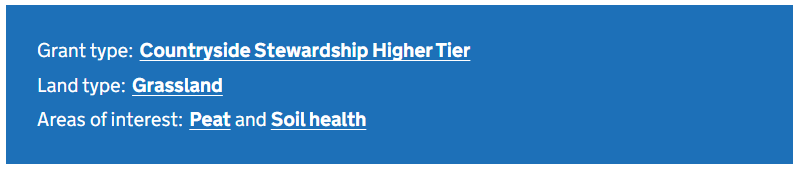 Grant type: Countryside Stewardship Higher Tier
Land type: Grassland
Areas of interest: Peat and Soil health